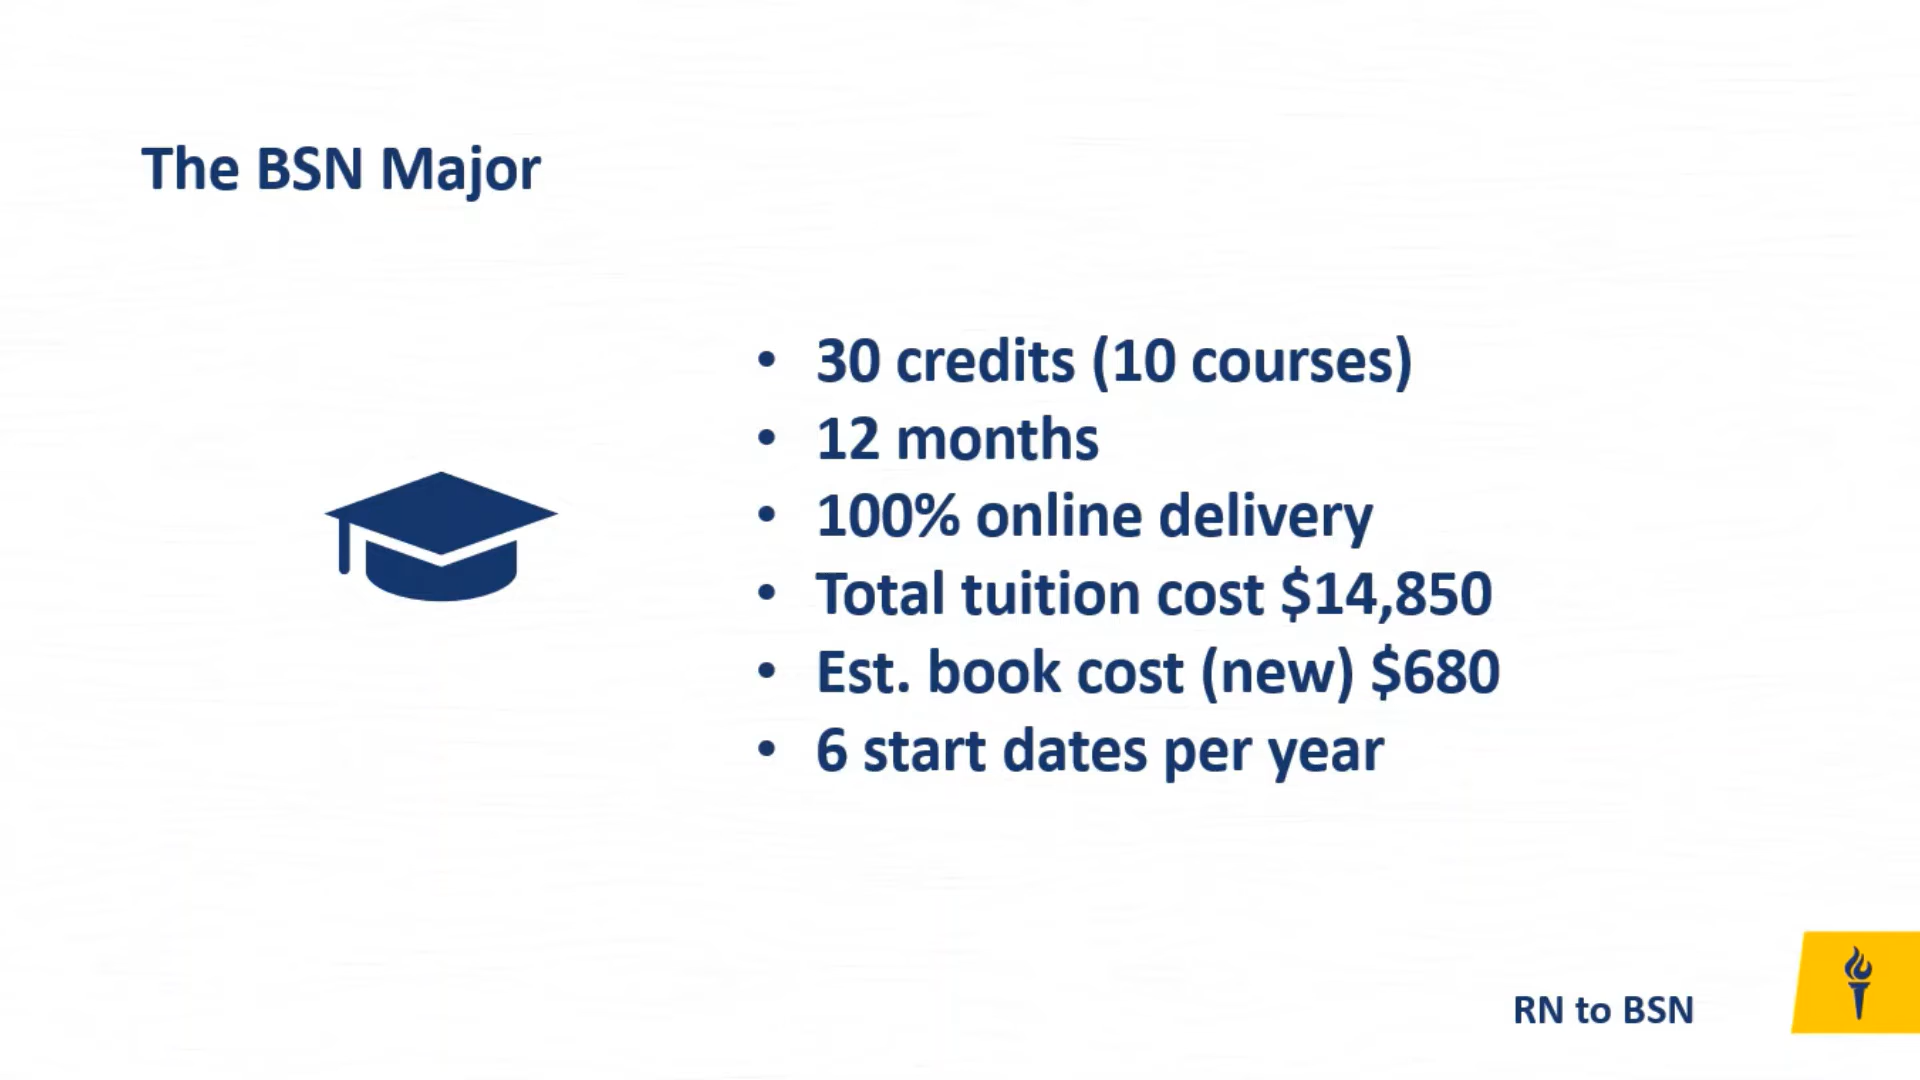 The BSN Major
• 30 credits (10 courses)
• 12 months
• 100% online delivery
• Total tuition cost $14,850
• Est. book cost (new) $680
• 6 start dates per year
RN to BSN